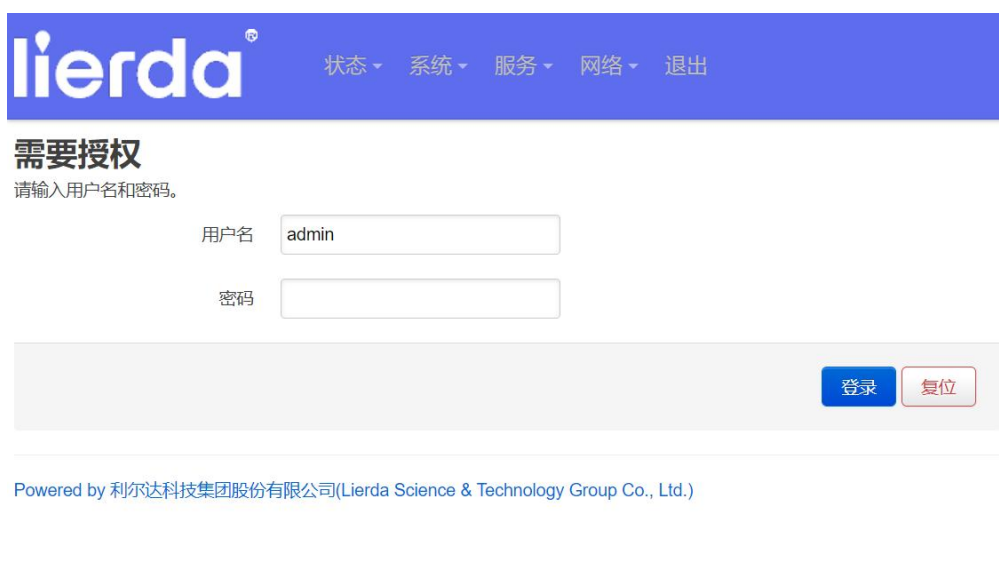 lierda®
状态 系统 服务 网络 退出
需要授权
请输入用户名和密码。
用户名 admin
密码
登录 复位
Powered by 利尔达科技集团股份有限公司(Lierda Science & Technology Group Co., Ltd.)